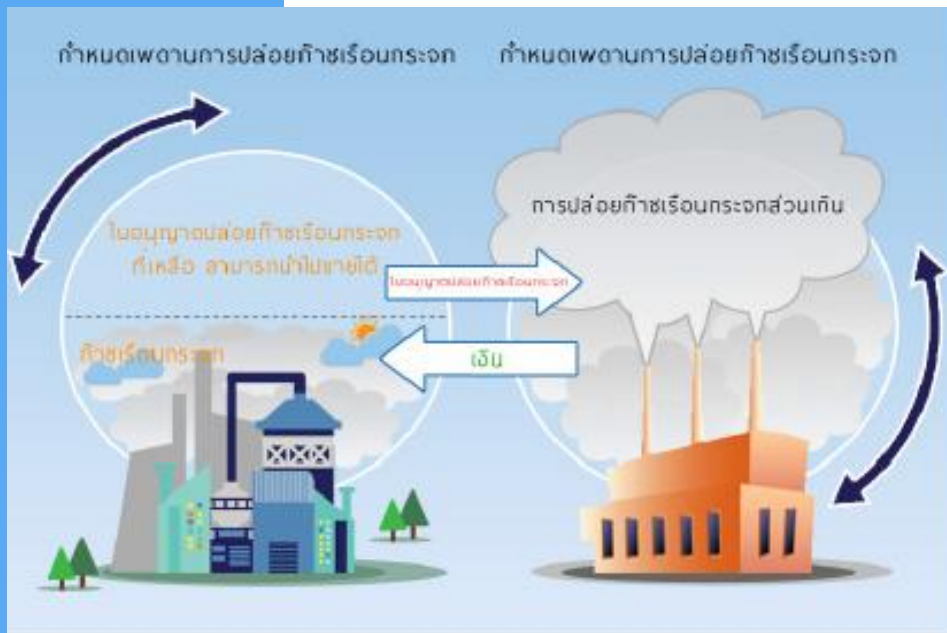 กำหนดเพดานการปล่อยก๊าซเรือนกระจก
กำหนดเพดานการปล่อยก๊าซเรือนกระจก
ใบอนุญาตปล่อยก๊าซเรือนกระจก
ที่เหลือ สามารถนำไปขายได้
ก๊าซเรือนกระจก
การปล่อยก๊าซเรือนกระจกส่วนเกิน
ใบอนุญาตปล่อยก๊าซเรือนกระจก
เงิน